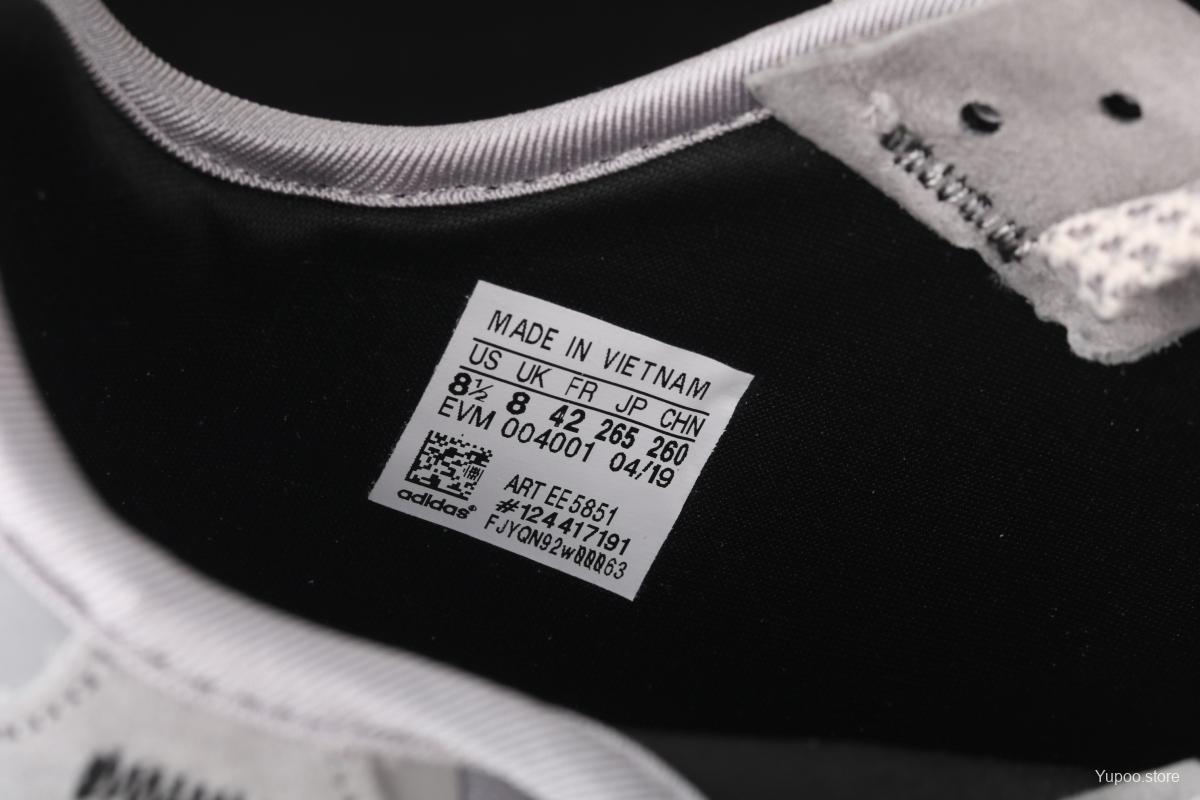 MADE IN VIETNAM
US UK FR JP CHN
8½ 8 42 265 260
EVM 004001 04/19
ART EE5851
#124417191
adidas®
Yupoo.store